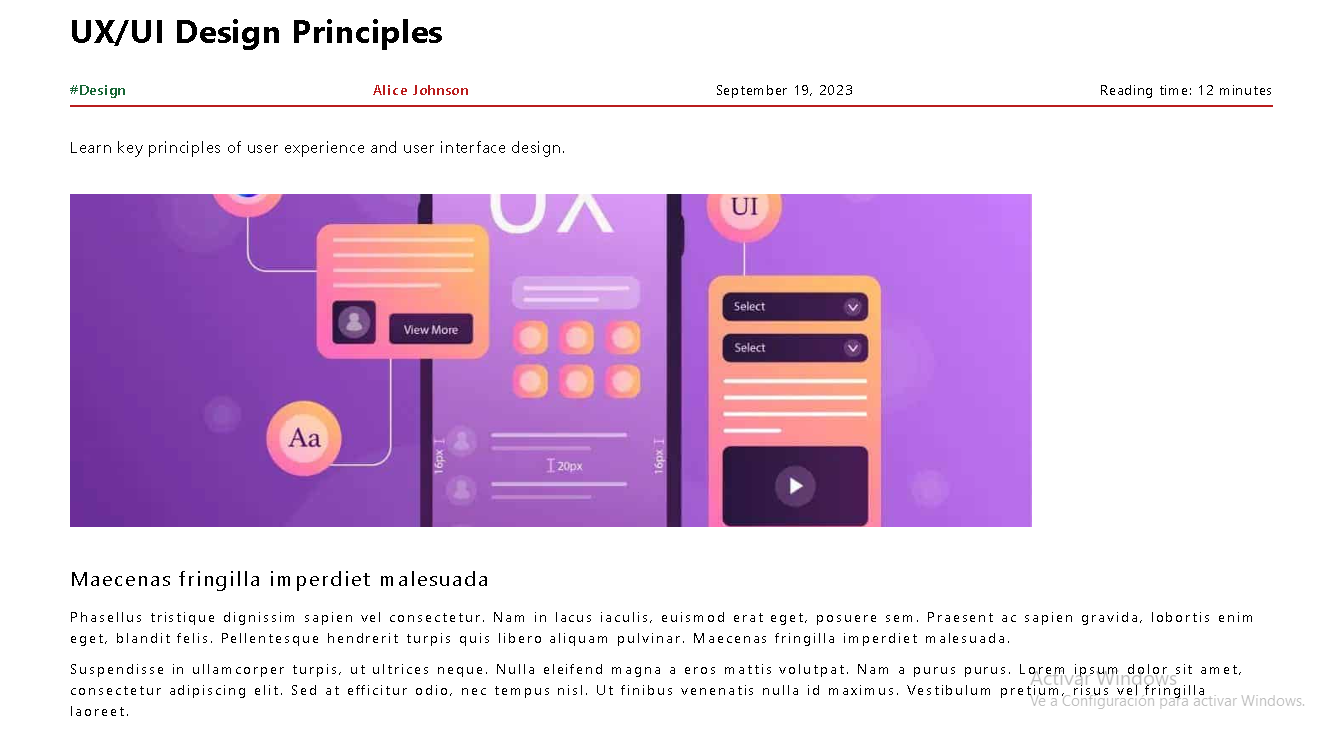 UX/UI Design Principles
#Design Alice Johnson September 19, 2023 Reading time: 12 minutes
Learn key principles of user experience and user interface design.
UX
UI
View More
Select
Select
Aa
16px
20px
16px
Maecenas fringilla imperdiet malesuada
Phasellus tristique dignissim sapien vel consectetur. Nam in lacus iaculis, euismod erat eget, posuere sem. Praesent ac sapien gravida, lobortis enim
eget, blandit felis. Pellentesque hendrerit turpis quis libero aliquam pulvinar. Maecenas fringilla imperdiet malesuada.
Suspendisse in ullamcorper turpis, ut ultrices neque. Nulla eleifend magna a eros mattis volutpat. Nam a purus purus. Lorem ipsum dolor sit amet,
consectetur adipiscing elit. Sed at efficitur odio, nec tempus nisl. Ut finibus venenatis nulla id maximus. Vestibulum pretium, risus vel fringilla
laoreet.
Activar Windows
Ve a Configuración para activar Windows.